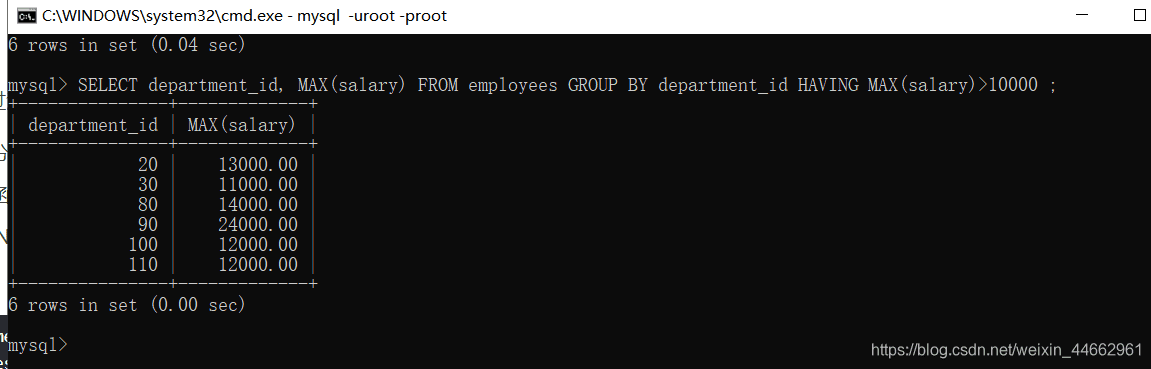 C:\WINDOWS\system32\cmd.exe - mysql  -uroot -proot
6 rows in set (0.04 sec)
mysql> SELECT department_id, MAX(salary) FROM employees GROUP BY department_id HAVING MAX(salary)>10000 ;
+---------------+-------------+
| department_id | MAX(salary) |
+---------------+-------------+
|            20 |    13000.00 |
|            30 |    11000.00 |
|            80 |    14000.00 |
|            90 |    24000.00 |
|           100 |    12000.00 |
|           110 |    12000.00 |
+---------------+-------------+
6 rows in set (0.00 sec)
mysql>
https://blog.csdn.net/weixin_44662961